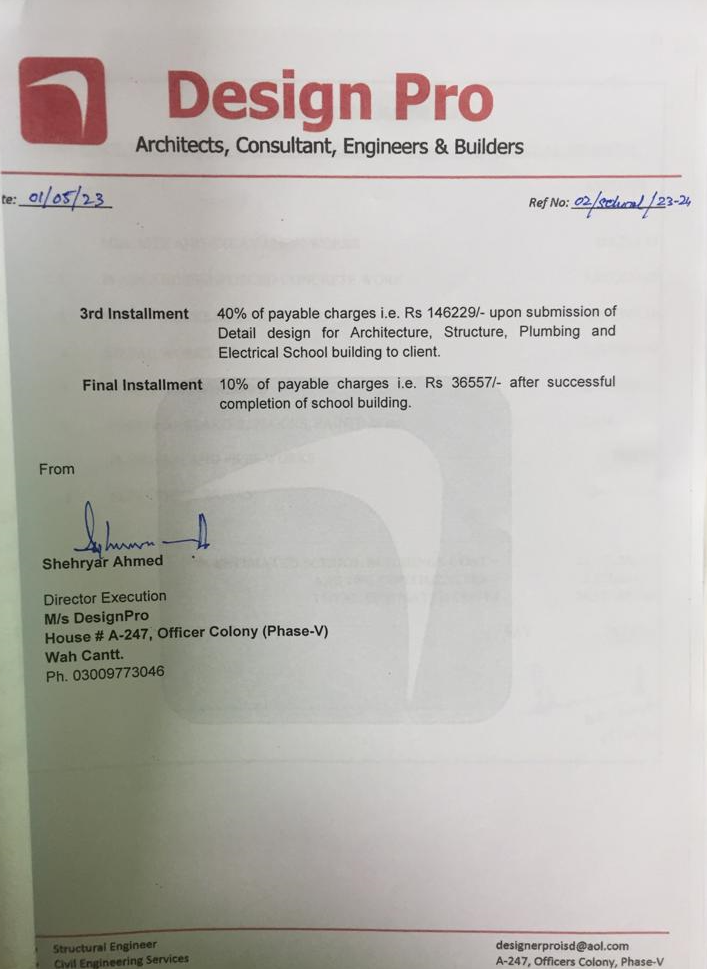 Design Pro
Architects, Consultant, Engineers & Builders
te: 01/05/23
Ref No: 02/School/23-24
3rd Installment 40% of payable charges i.e. Rs 146229/- upon submission of
Detail design for Architecture, Structure, Plumbing and
Electrical School building to client.
Final Installment 10% of payable charges i.e. Rs 36557/- after successful
completion of school building.
From
Shehryar Ahmed
Director Execution
M/s DesignPro
House # A-247, Officer Colony (Phase-V)
Wah Cantt.
Ph. 03009773046
Structural Engineer
Civil Engineering Services
designerproisd@aol.com
A-247, Officers Colony, Phase-V